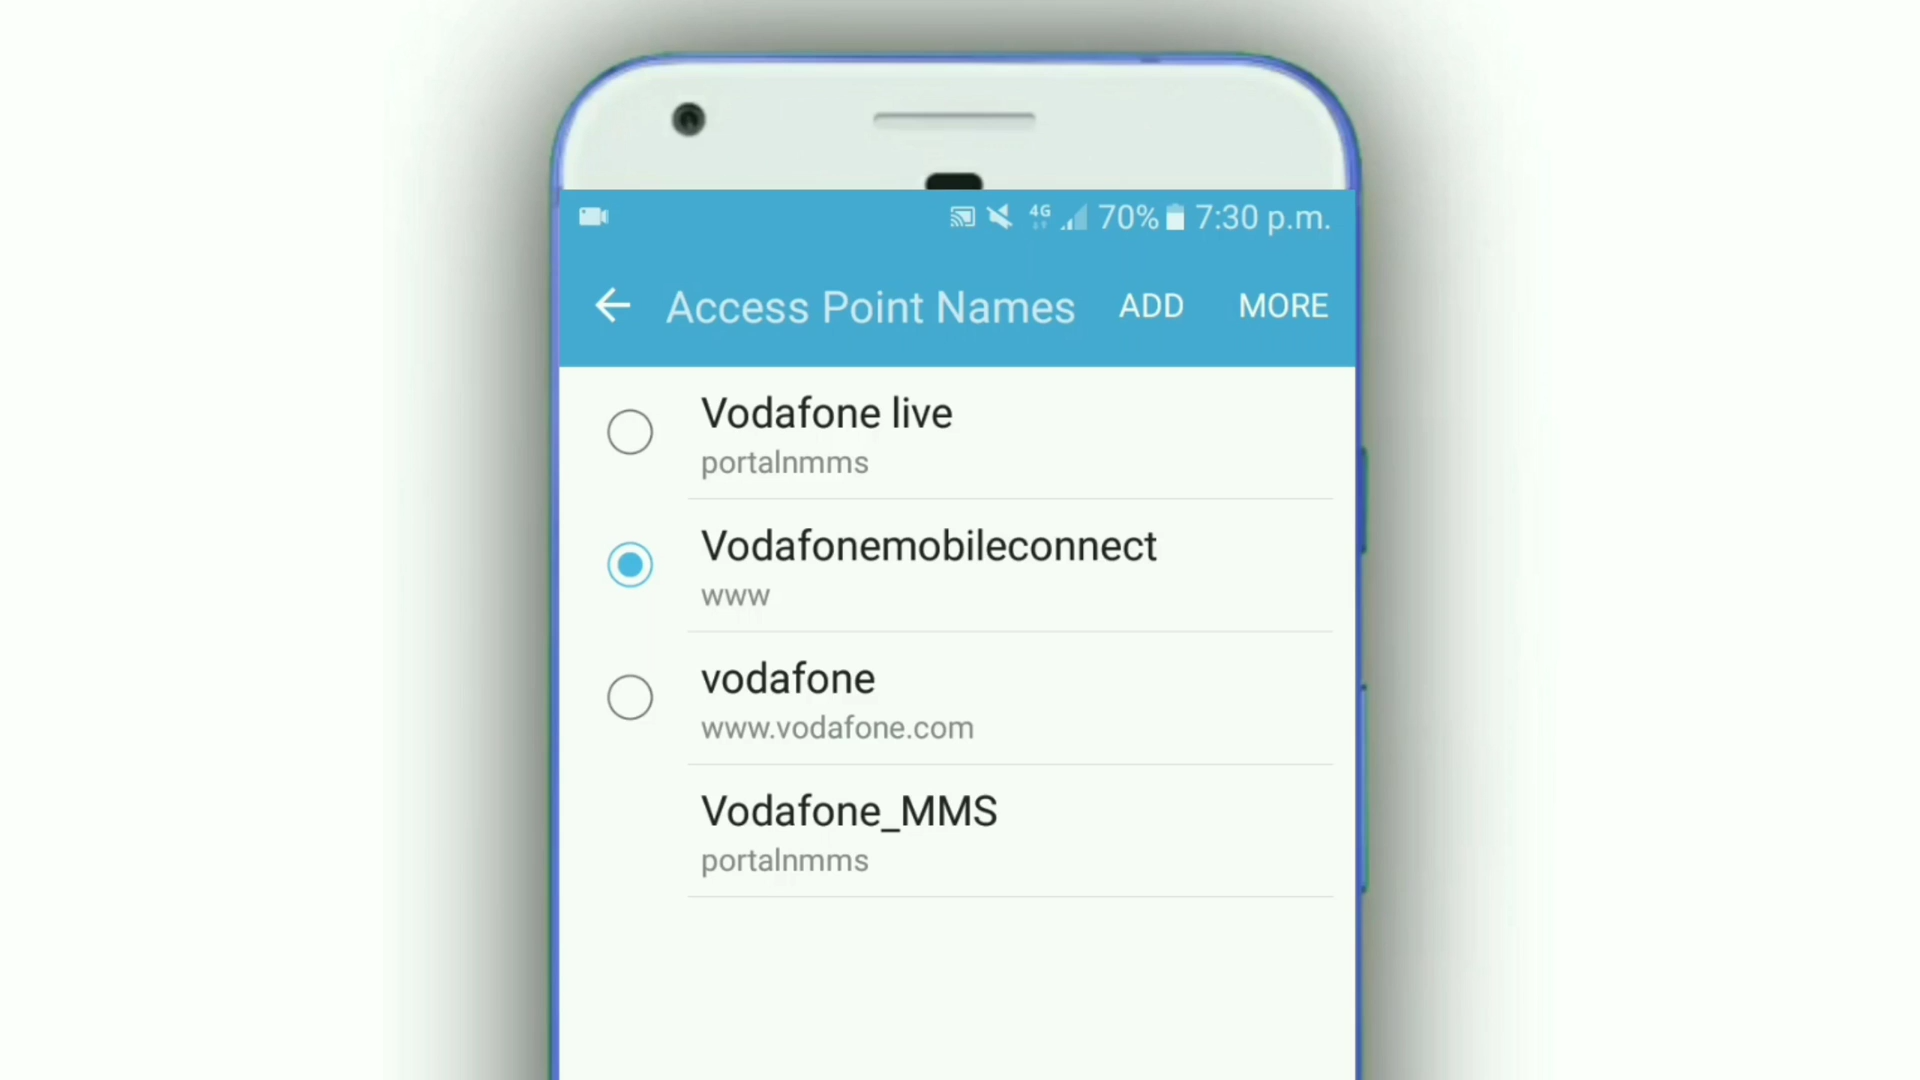 4G 70% 7:30 p.m.
Access Point Names ADD MORE
Vodafone live
portalnmms
Vodafonemobileconnect
www
vodafone
www.vodafone.com
Vodafone_MMS
portalnmms